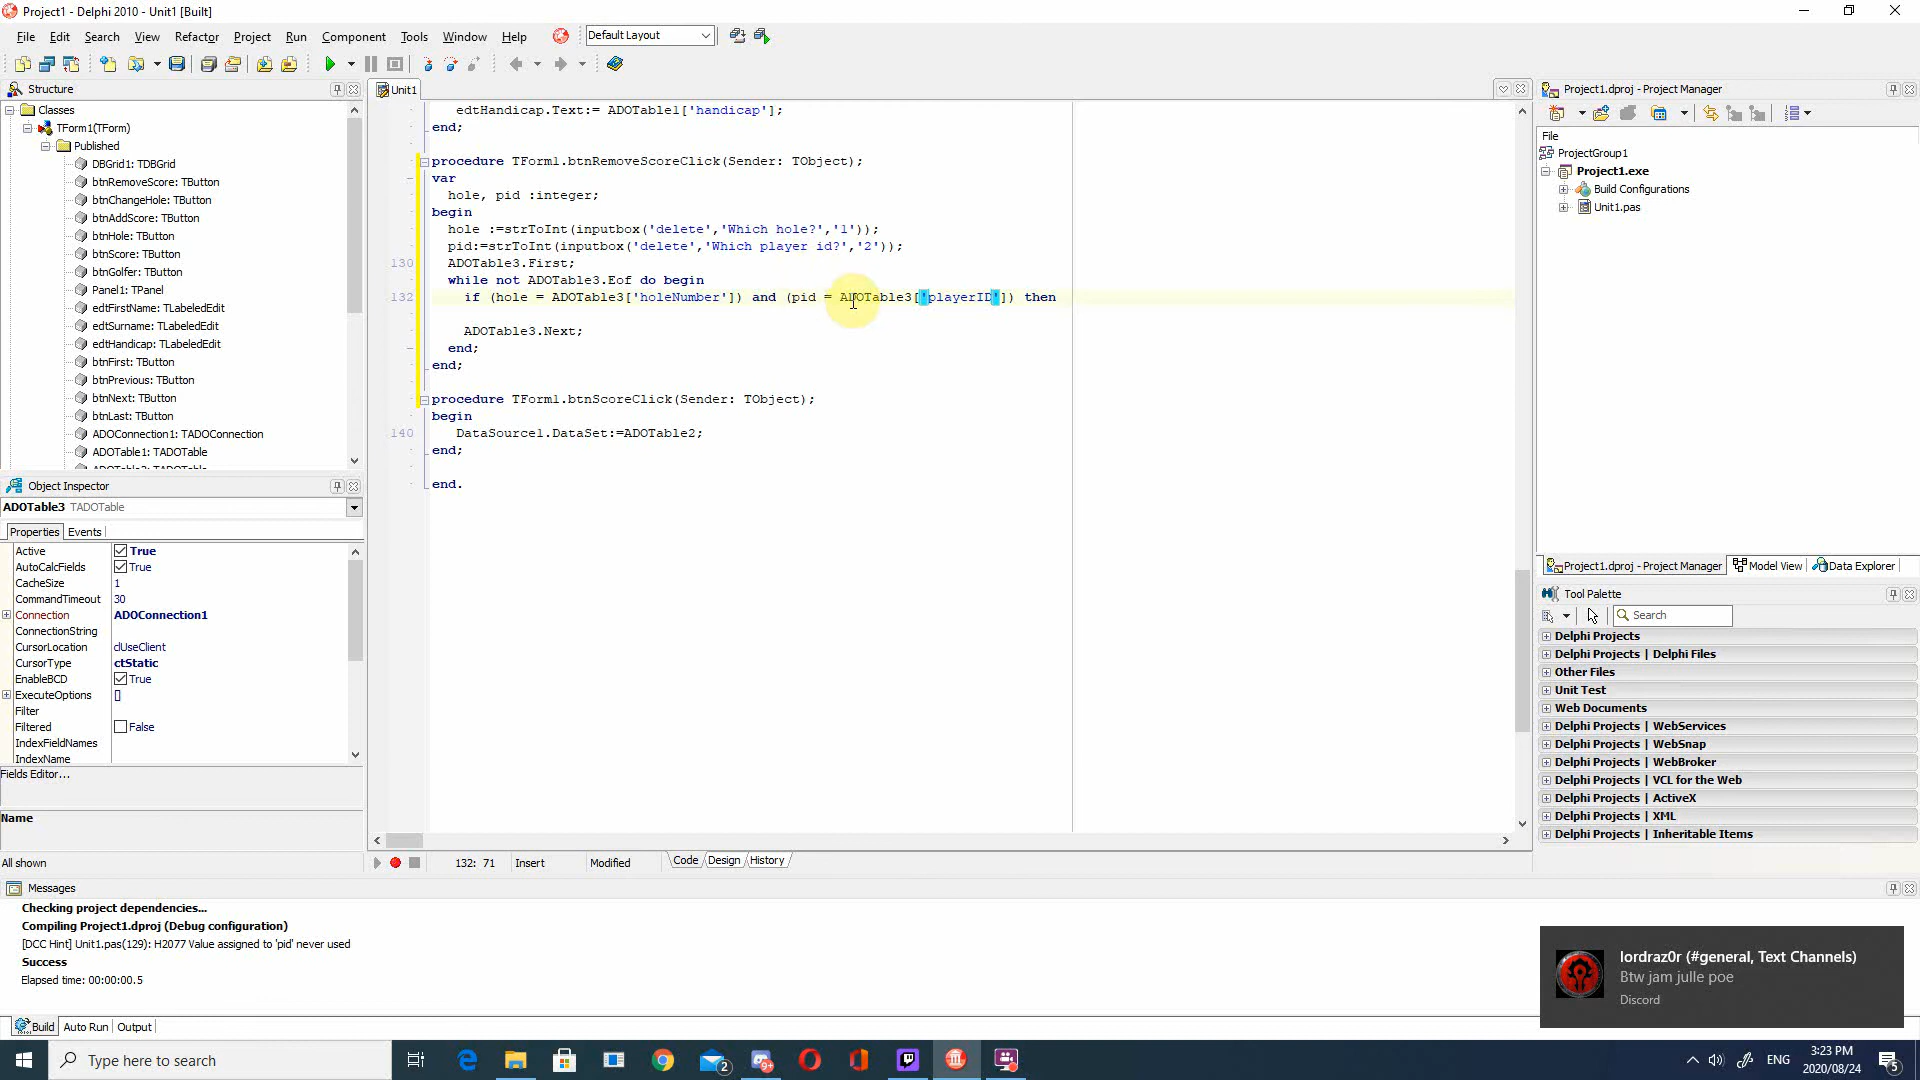 Project1 - Delphi 2010 - Unit1 [Built]
File Edit Search View Refactor Project Run Component Tools Window Help
Default Layout
Structure
Classes
TForm1(TForm)
Published
DBGrid1: TDBGrid
btnRemoveScore: TButton
btnChangeHole: TButton
btnAddScore: TButton
btnHole: TButton
btnScore: TButton
btnGolfer: TButton
Panel1: TPanel
edtFirstName: TLabeledEdit
edtSurname: TLabeledEdit
edtHandicap: TLabeledEdit
btnFirst: TButton
btnPrevious: TButton
btnNext: TButton
btnLast: TButton
ADOConnection1: TADOConnection
ADOTable1: TADOTable
Object Inspector
ADOTable3 TADOTable
Properties Events
Active True
AutoCalcFields True
CacheSize 1
CommandTimeout 30
Connection ADOConnection1
ConnectionString
CursorLocation clUseClient
CursorType ctStatic
EnableBCD True
ExecuteOptions []
Filter
Filtered False
IndexFieldNames
IndexName
Fields Editor...
Name
All shown
Unit1
edtHandicap.Text:= ADOTable1['handicap'];
end;
procedure TForm1.btnRemoveScoreClick(Sender: TObject);
var
hole, pid :integer;
begin
hole :=strToInt(inputbox('delete','Which hole?','1'));
pid:=strToInt(inputbox('delete','Which player id?','2'));
130 ADOTable3.First;
while not ADOTable3.Eof do begin
132 if (hole = ADOTable3['holeNumber']) and (pid = ADOTable3['playerID']) then
ADOTable3.Next;
end;
end;
procedure TForm1.btnScoreClick(Sender: TObject);
begin
140 DataSource1.DataSet:=ADOTable2;
end;
end.
132: 71 Insert Modified Code Design History
Project1.dproj - Project Manager
File
ProjectGroup1
Project1.exe
Build Configurations
Unit1.pas
Project1.dproj - Project Manager Model View Data Explorer
Tool Palette
Search
Delphi Projects
Delphi Projects | Delphi Files
Other Files
Unit Test
Web Documents
Delphi Projects | WebServices
Delphi Projects | WebSnap
Delphi Projects | WebBroker
Delphi Projects | VCL for the Web
Delphi Projects | ActiveX
Delphi Projects | XML
Delphi Projects | Inheritable Items
Messages
Checking project dependencies...
Compiling Project1.dproj (Debug configuration)
[DCC Hint] Unit1.pas(129): H2077 Value assigned to 'pid' never used
Success
Elapsed time: 00:00:00.5
Build Auto Run Output
lordraz0r (#general, Text Channels)
Btw jam julle poe
Discord
Type here to search
2
9+
ENG
3:23 PM
2020/08/24
5